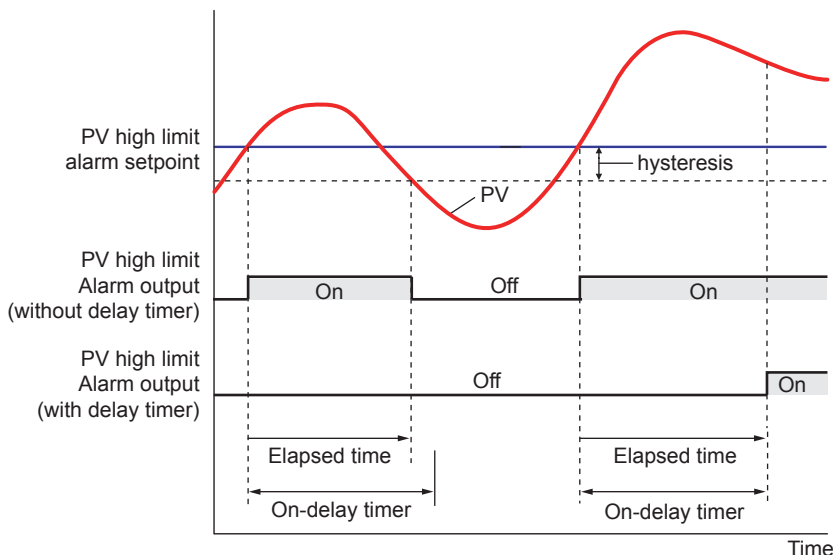 PV high limit
alarm setpoint
hysteresis
PV
PV high limit
Alarm output
(without delay timer)
On
Off
On
PV high limit
Alarm output
(with delay timer)
Off
On
Elapsed time
Elapsed time
On-delay timer
On-delay timer
Time